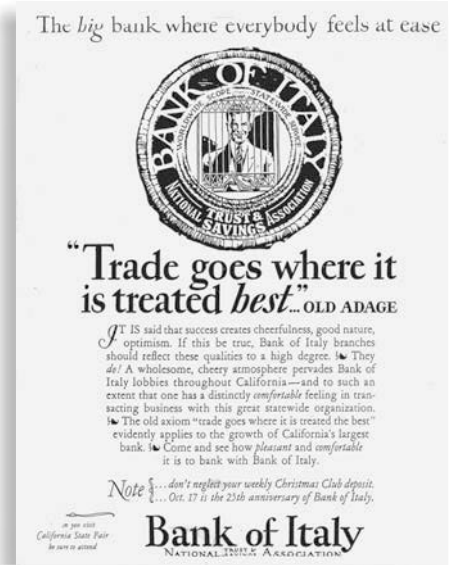 The big bank where everybody feels at ease
BANK OF ITALY
WORLDWIDE SCOPE STATEWIDE SERVICE
NATIONAL TRUST & SAVINGS ASSOCIATION
"Trade goes where it
is treated best..." OLD ADAGE
IT IS said that success creates cheerfulness, good nature,
optimism. If this be true, Bank of Italy branches
should reflect these qualities to a high degree. They
do! A wholesome, cheery atmosphere pervades Bank of
Italy lobbies throughout California—and to such an
extent that one has a distinctly comfortable feeling in tran-
sacting business with this great statewide organization.
The old axiom "trade goes where it is treated the best"
evidently applies to the growth of California's largest
bank. Come and see how pleasant and comfortable
it is to bank with Bank of Italy.
Note ...don't neglect your weekly Christmas Club deposit.
...Oct. 17 is the 25th anniversary of Bank of Italy.
you visit
California State Fair
be sure to attend
Bank of Italy
NATIONAL TRUST & ASSOCIATION